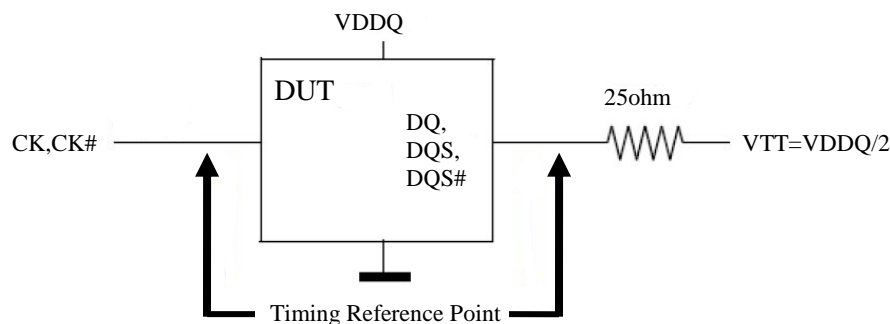 VDDQ
DUT
25ohm
DQ,
CK,CK#
DQS,
VTT=VDDQ/2
DQS#
Timing Reference Point